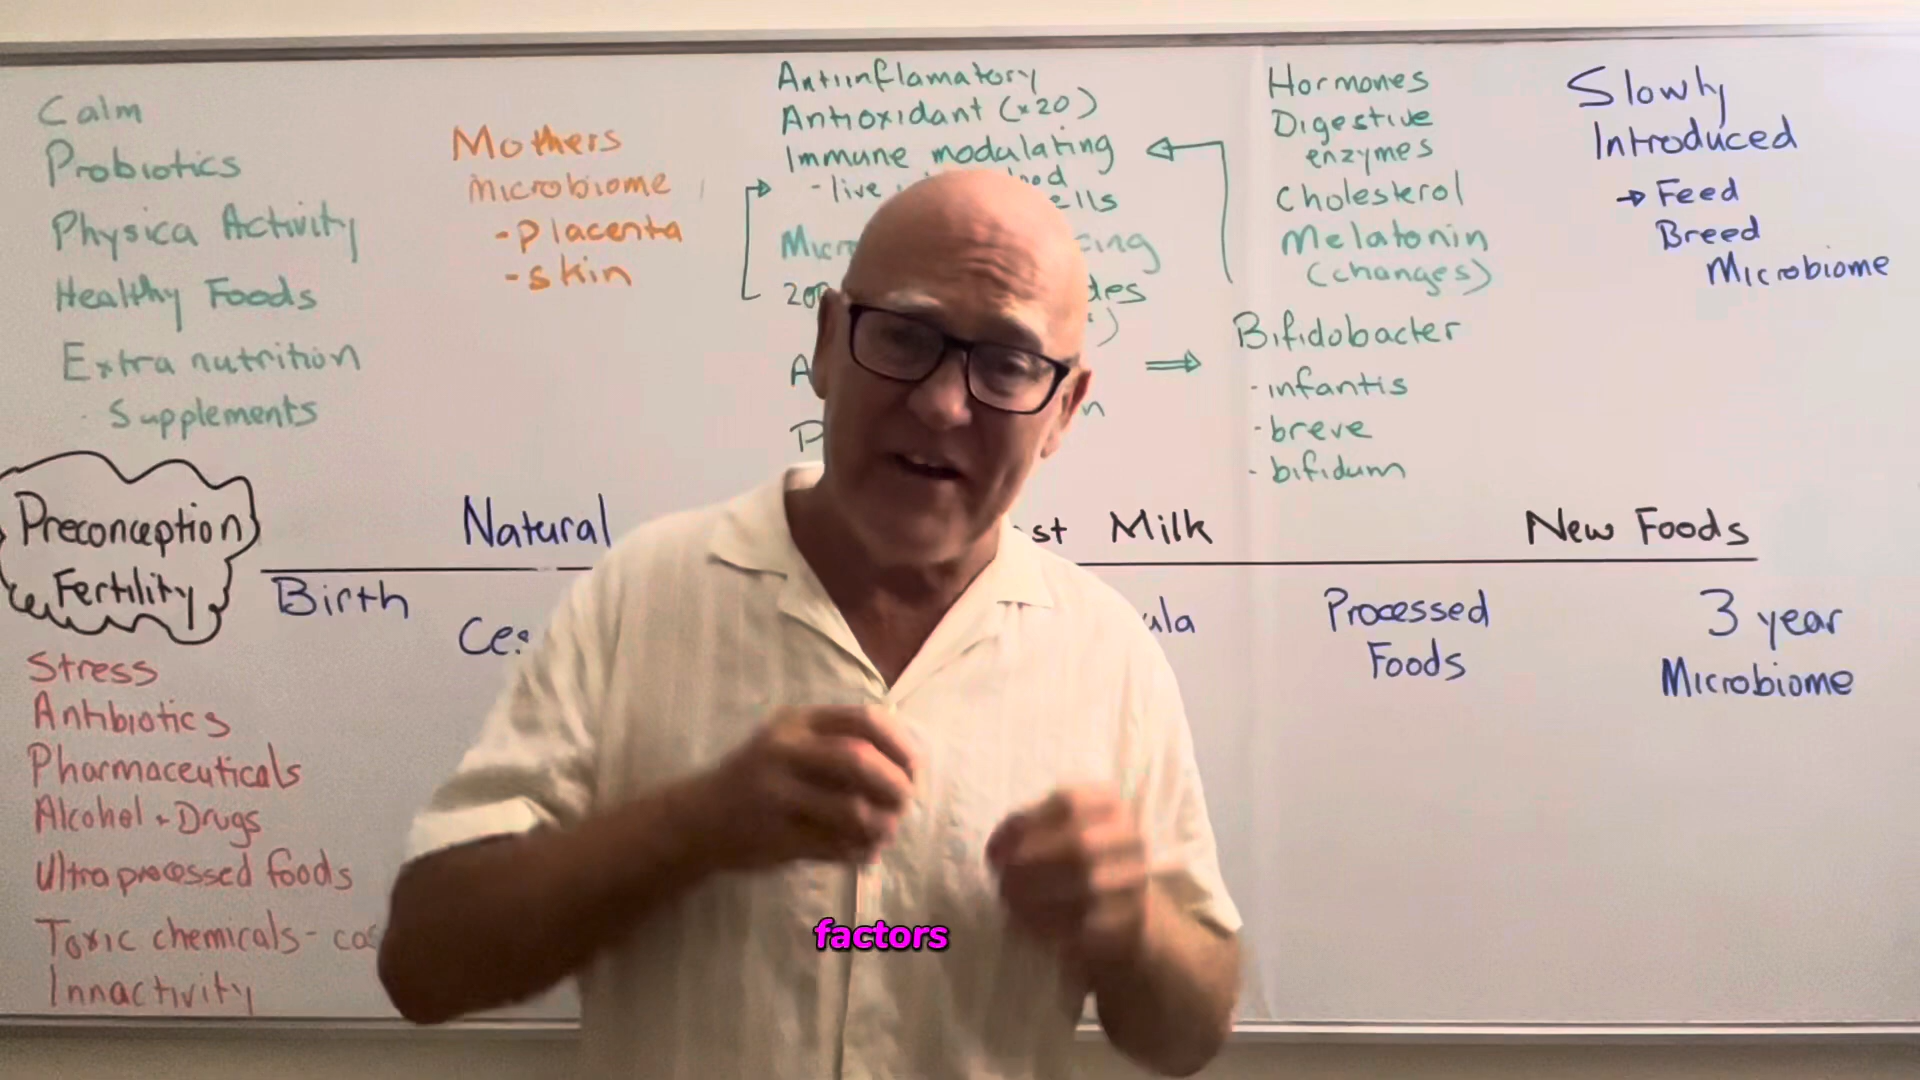 Calm
Probiotics
Physica Activity
Healthy Foods
Extra nutrition
- Supplements
Mothers
Microbiome
- Placenta
- Skin
Antiinflamatory
Antioxidant (x20)
Immune modulating
- live
Hormones
Digestive
enzymes
Cholesterol
Melatonin
(changes)
Bifidobacter
- infantis
- breve
- bifidum
Slowly
Introduced
→ Feed
Breed
Microbiome
Preconception
Fertility
Natural
Milk
New Foods
Birth
Processed
Foods
3 year
Microbiome
Stress
Antibiotics
Pharmaceuticals
Alcohol + Drugs
Ultraprocessed foods
Toxic chemicals -
Innactivity
factors